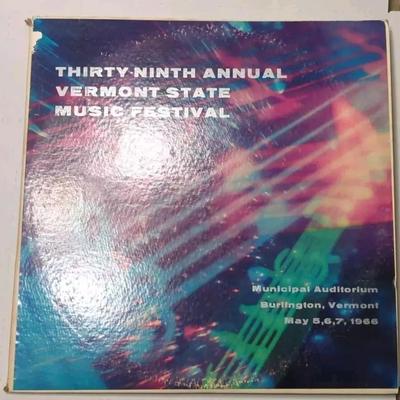 THIRTY-NINTH ANNUAL
VERMONT STATE
MUSIC FESTIVAL
Municipal Auditorium
Burlington, Vermont
May 5,6,7, 1966